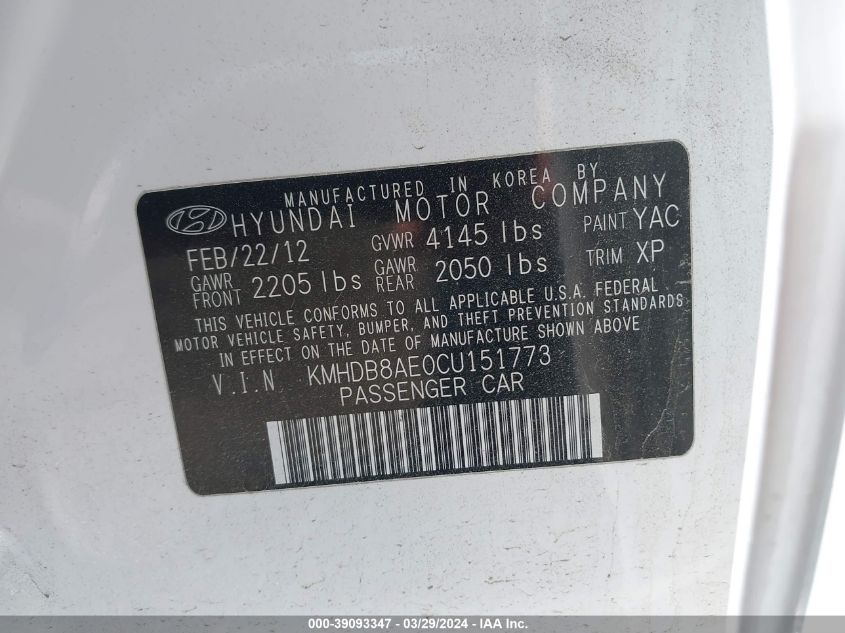 MANUFACTURED IN KOREA BY
HYUNDAI MOTOR COMPANY
FEB/22/12 GVWR 4145 lbs PAINT YAC
GAWR FRONT 2205 lbs GAWR REAR 2050 lbs TRIM XP
THIS VEHICLE CONFORMS TO ALL APPLICABLE U.S.A. FEDERAL
MOTOR VEHICLE SAFETY, BUMPER, AND THEFT PREVENTION STANDARDS
IN EFFECT ON THE DATE OF MANUFACTURE SHOWN ABOVE
V.I.N KMHDB8AE0CU151773
PASSENGER CAR
000-39093347 - 03/29/2024 - IAA Inc.